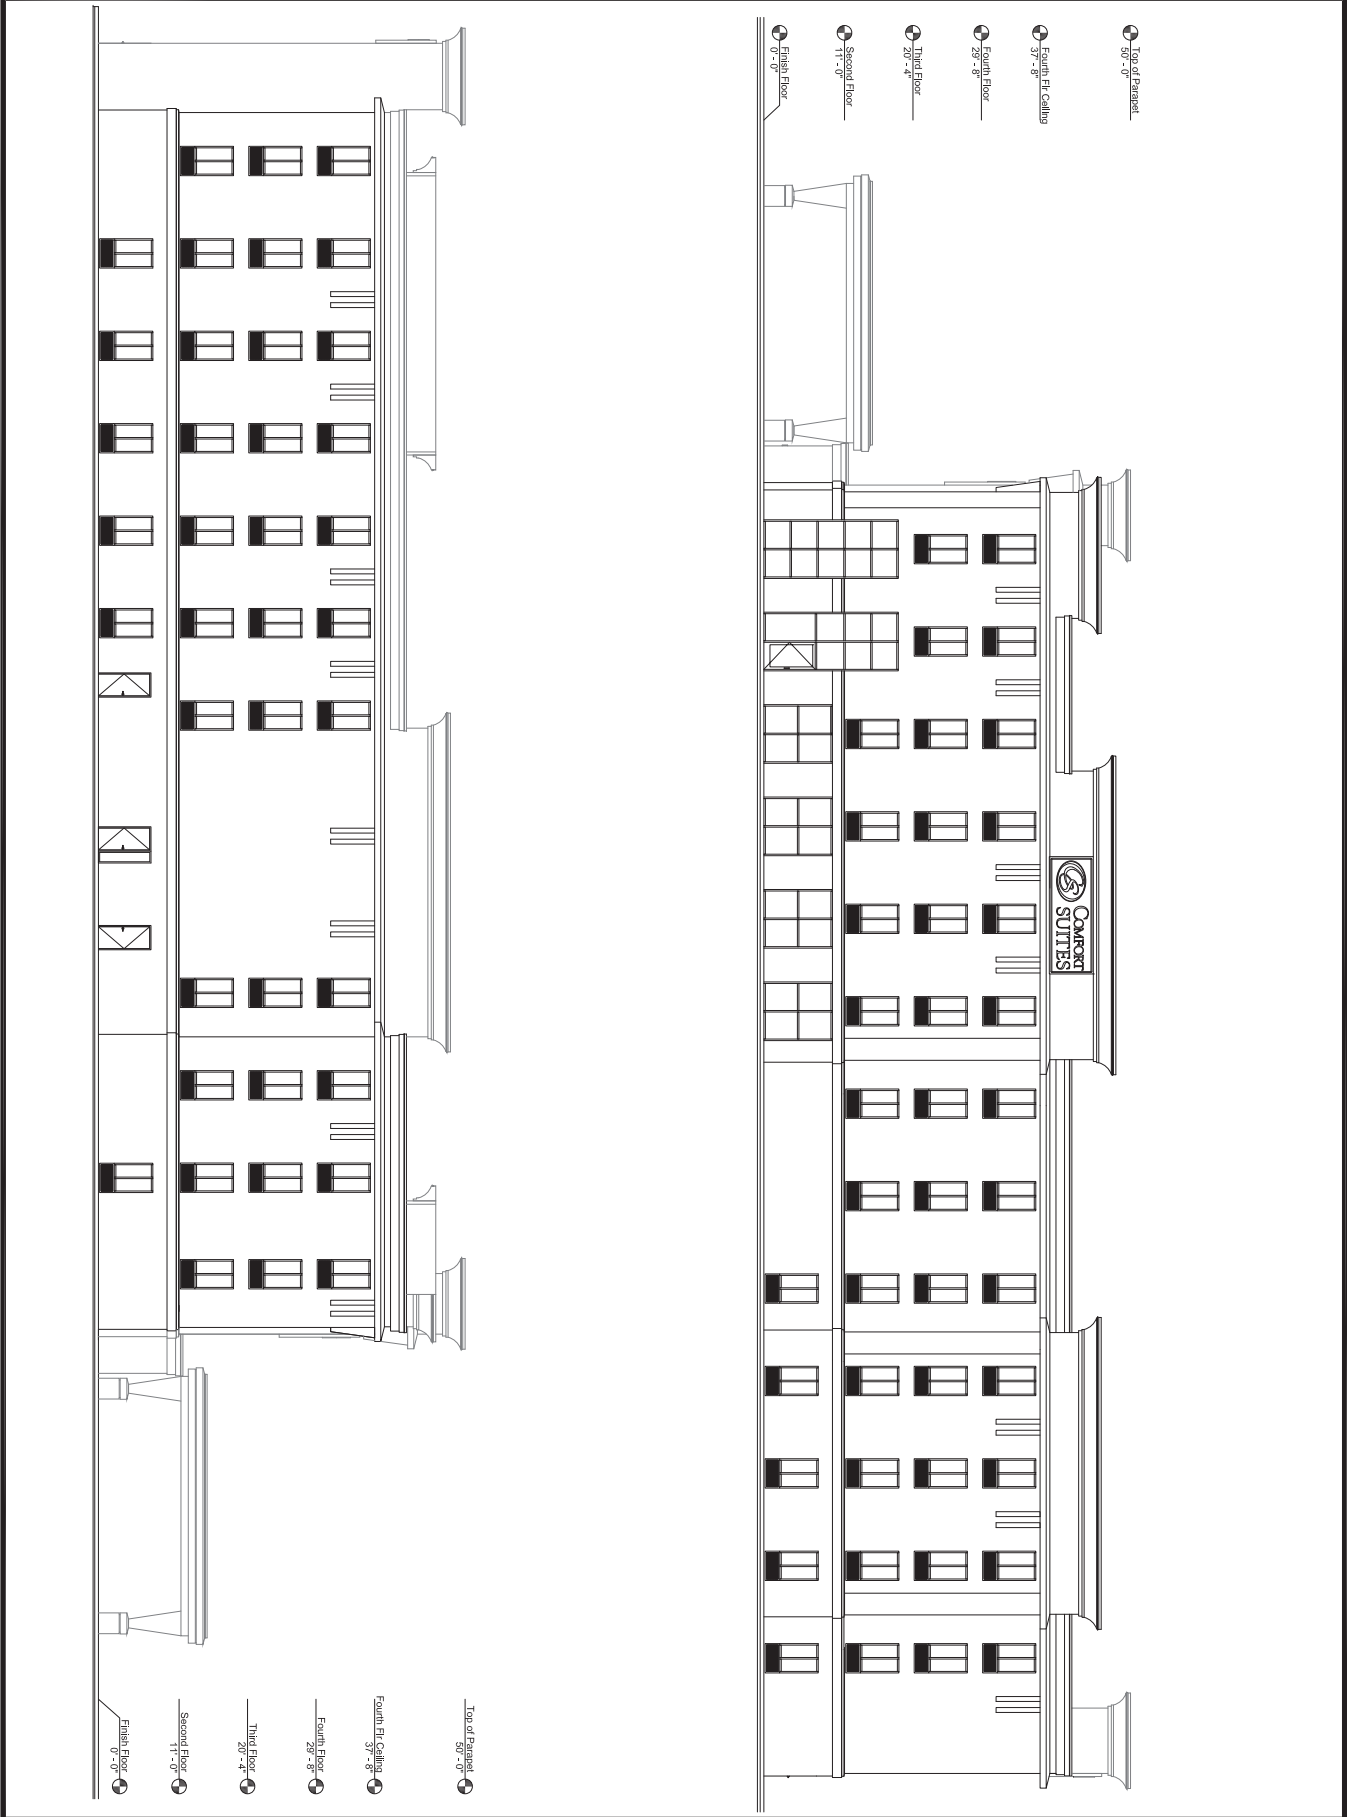 Top of Parapet
50' - 0"
Fourth Flr Ceiling
37' - 8"
Fourth Floor
29' - 8"
Third Floor
20' - 4"
Second Floor
11' - 0"
Finish Floor
0' - 0"
COMFORT
SUITES
Top of Parapet
50' - 0"
Fourth Flr Ceiling
37' - 8"
Fourth Floor
29' - 8"
Third Floor
20' - 4"
Second Floor
11' - 0"
Finish Floor
0' - 0"